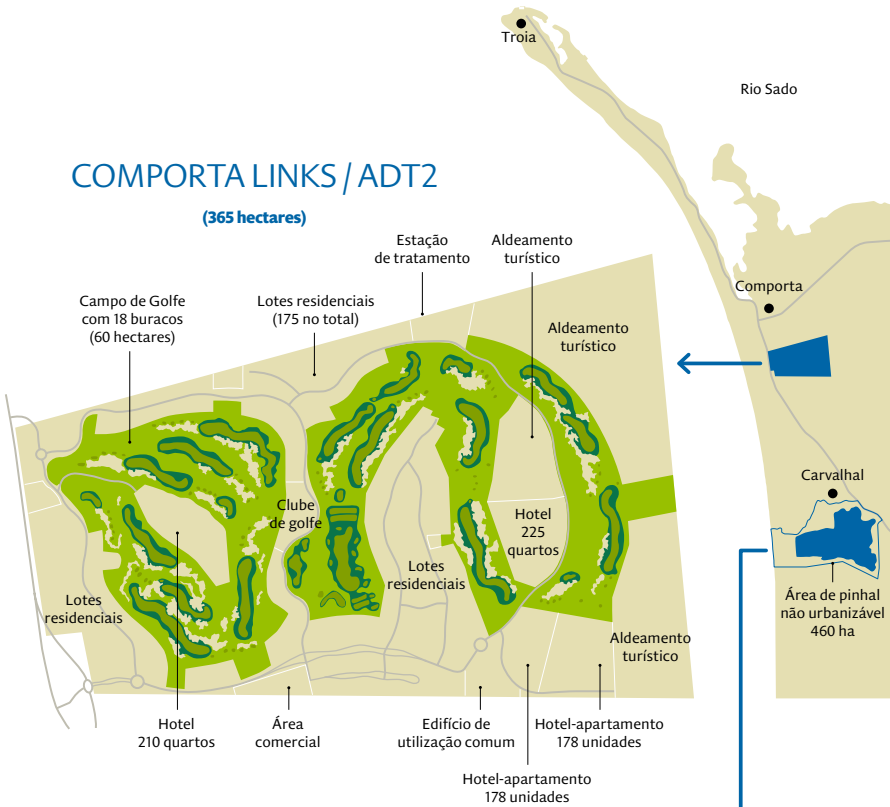 Troia
Rio Sado
COMPORTA LINKS / ADT2
(365 hectares)
Estação
de tratamento
Aldeamento
turístico
Campo de Golfe
com 18 buracos
(60 hectares)
Lotes residenciais
(175 no total)
Comporta
Aldeamento
turístico
Carvalhal
Clube
de golfe
Hotel
225
quartos
Lotes
residenciais
Lotes
residenciais
Área de pinhal
não urbanizável
460 ha
Aldeamento
turístico
Hotel
210 quartos
Área
comercial
Edifício de
utilização comum
Hotel-apartamento
178 unidades
Hotel-apartamento
178 unidades